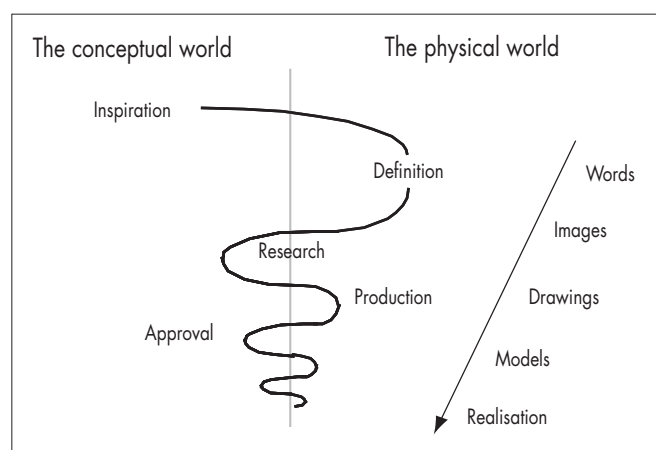 The conceptual world
The physical world
Inspiration
Definition
Words
Images
Research
Production
Drawings
Approval
Models
Realisation